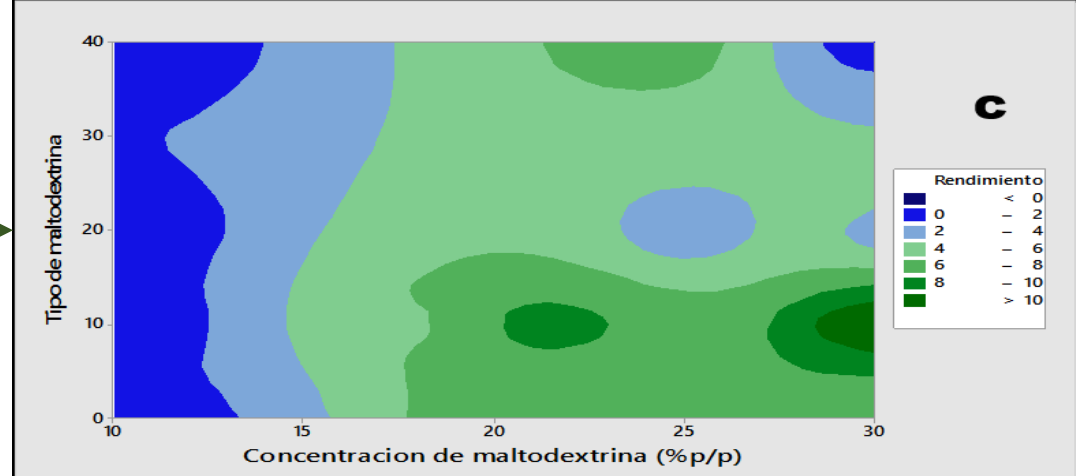 40
30
20
10
0
Tipo de maltodextrina
10 15 20 25 30
Concentracion de maltodextrina (%p/p)
C
Rendimiento
< 0
0 – 2
2 – 4
4 – 6
6 – 8
8 – 10
> 10